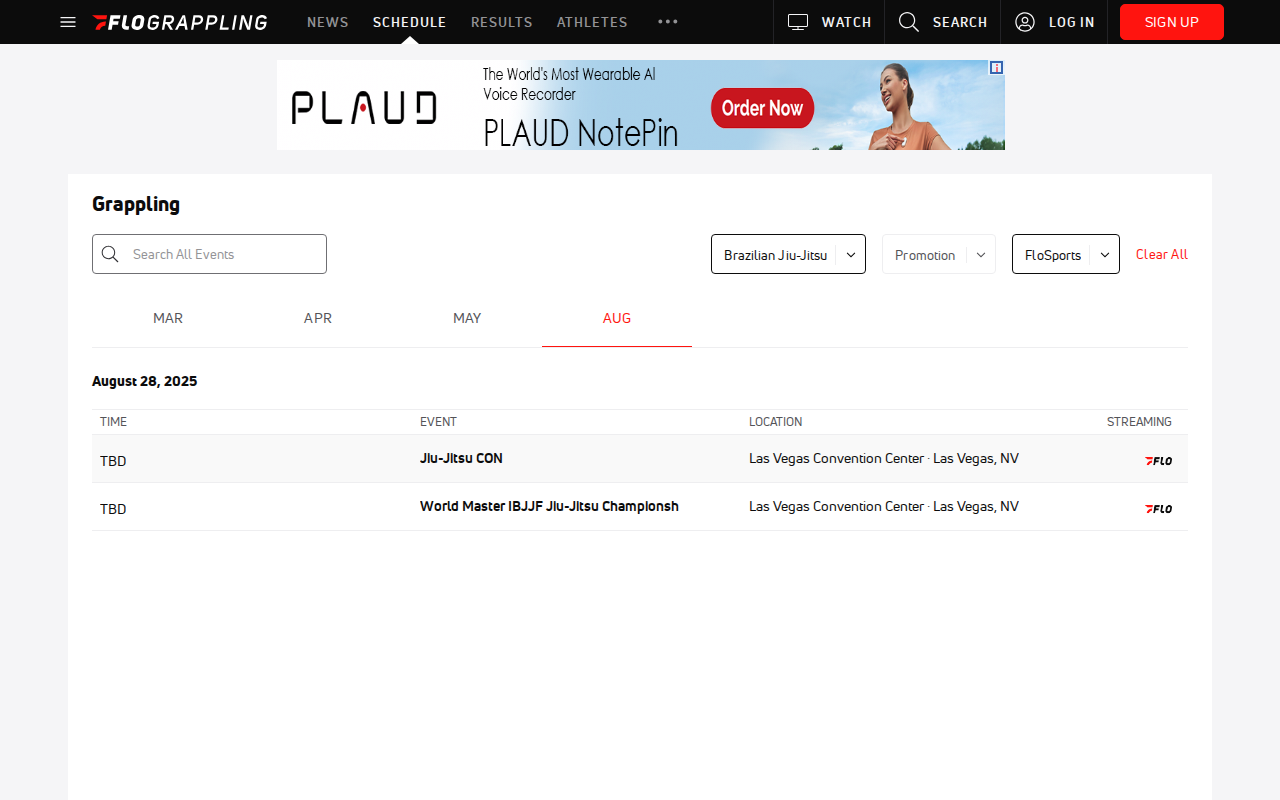 FLOGRAPPLING NEWS SCHEDULE RESULTS ATHLETES ••• WATCH SEARCH LOG IN SIGN UP
PLAUD
The World's Most Wearable AI
Voice Recorder
PLAUD NotePin
Order Now
Grappling
Search All Events Brazilian Jiu-Jitsu Promotion FloSports Clear All
MAR APR MAY AUG
August 28, 2025
TIME EVENT LOCATION STREAMING
TBD Jiu-Jitsu CON Las Vegas Convention Center · Las Vegas, NV FLO
TBD World Master IBJJF Jiu-Jitsu Championsh Las Vegas Convention Center · Las Vegas, NV FLO